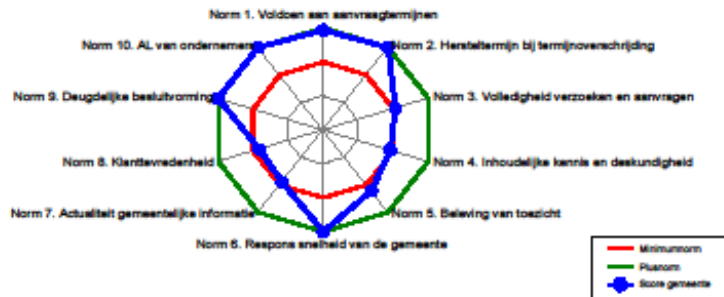 Norm 1. Voldoen aan aanvraagtermijnen
Norm 10. AL van ondernemers
Norm 2. Hersteltermijn bij termijnoverschrijding
Norm 9. Deugdelijke besluitvorming
Norm 3. Volledigheid verzoeken en aanvragen
Norm 8. Klanttevredenheid
Norm 4. Inhoudelijke kennis en deskundigheid
Norm 7. Actualiteit gemeentelijke informatie
Norm 5. Beleving van toezicht
Norm 6. Respons snelheid van de gemeente
Minimumnorm
Plusnorm
Score gemeente